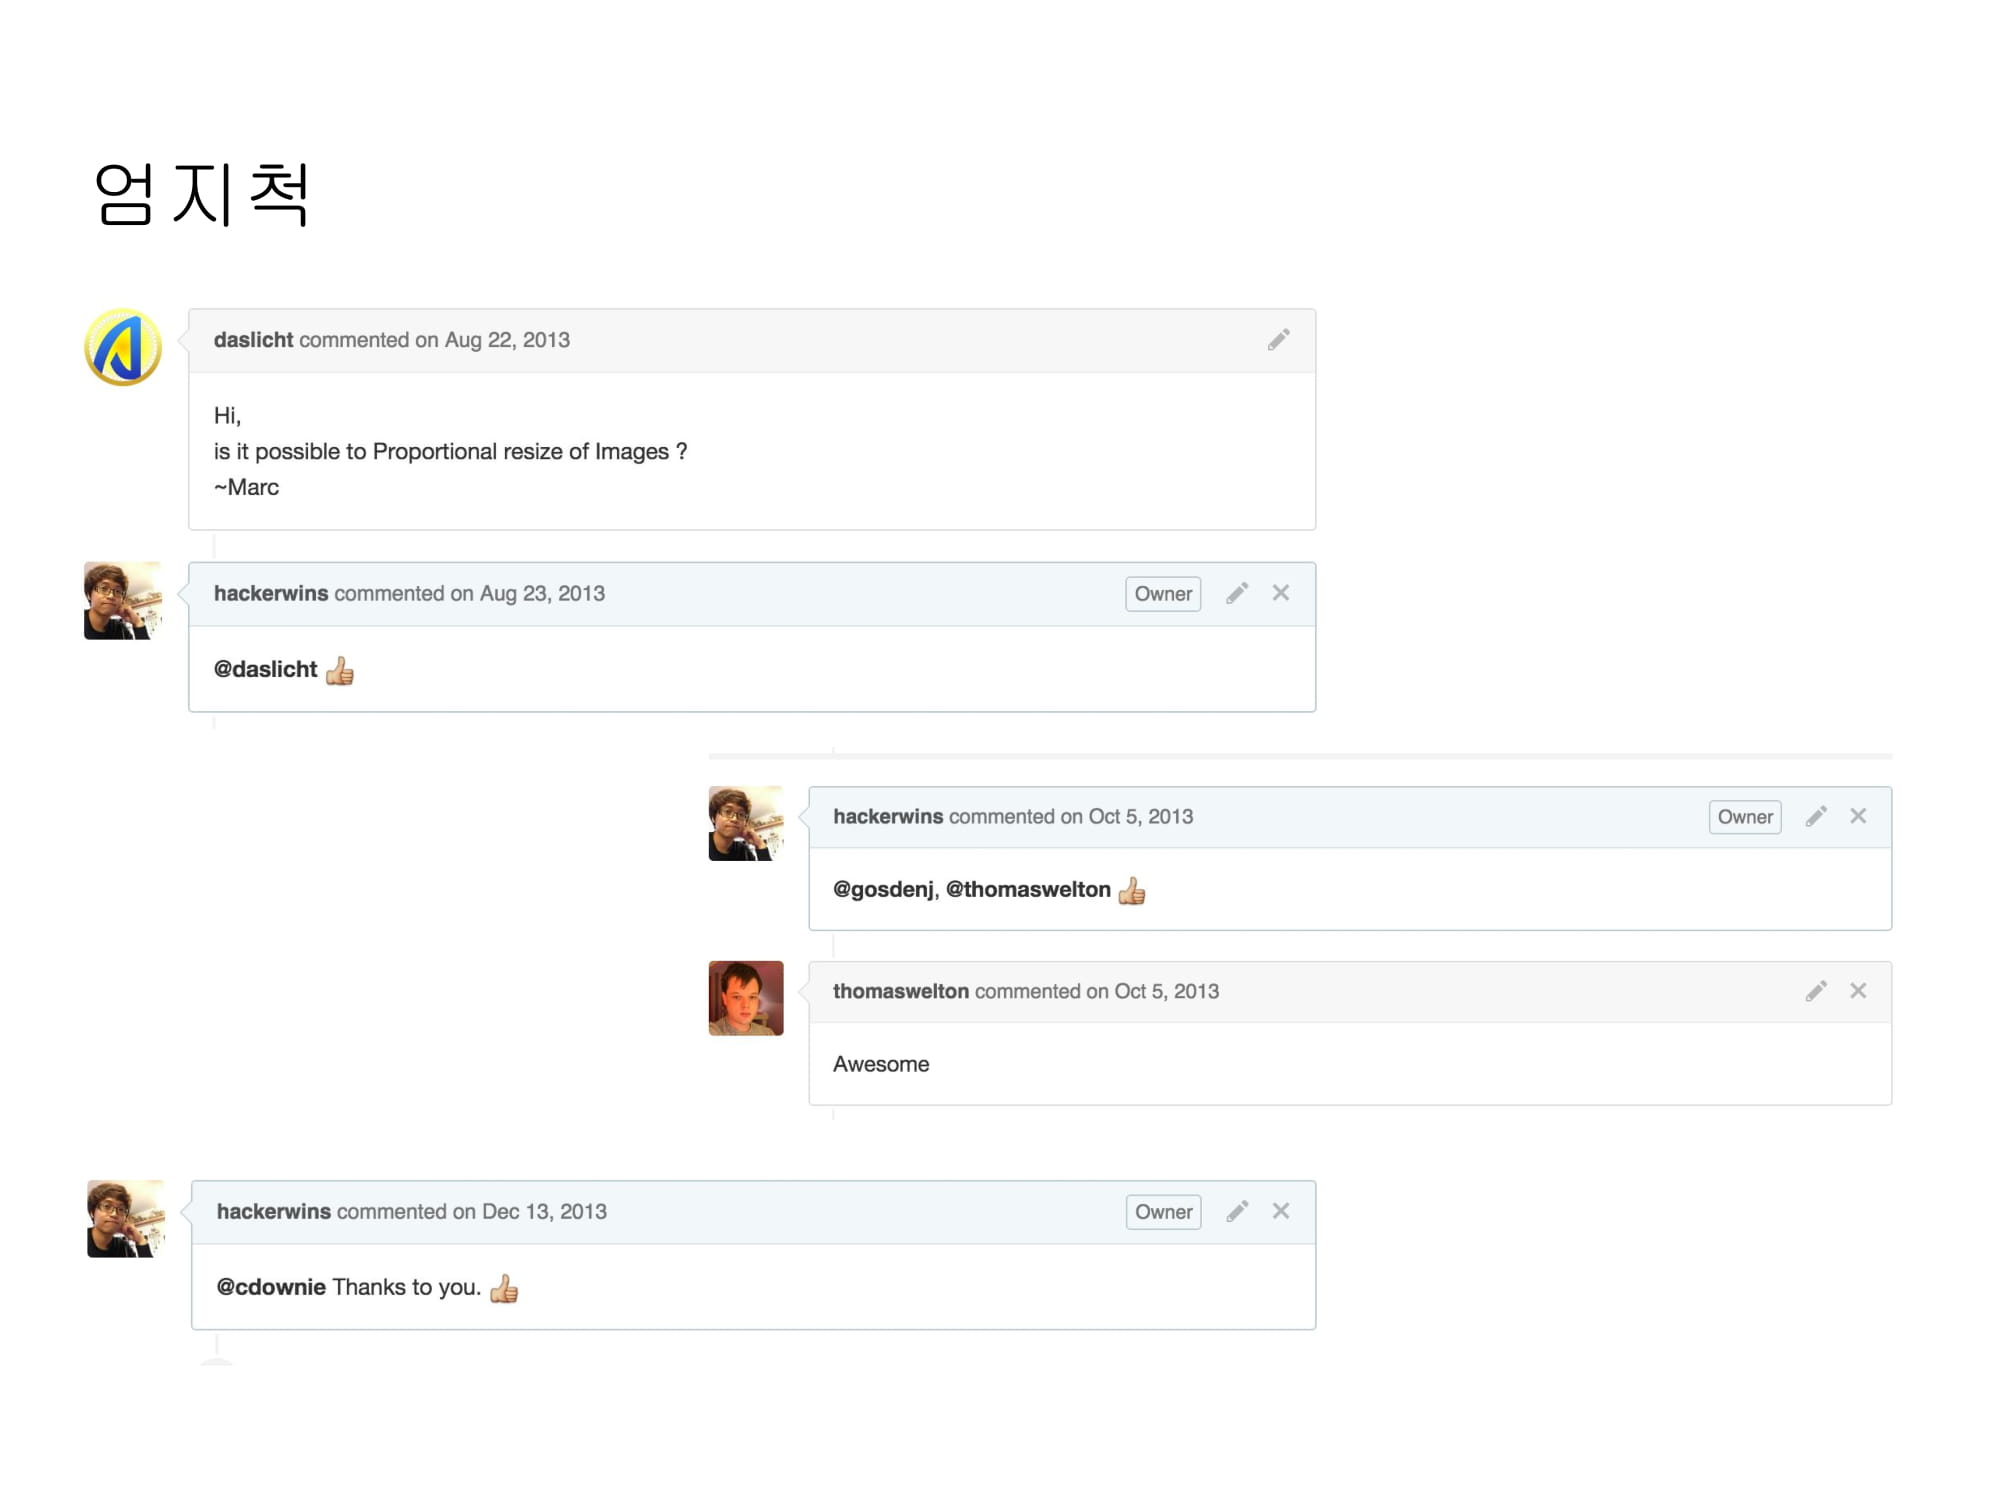 엄지척
daslicht commented on Aug 22, 2013
Hi,
is it possible to Proportional resize of Images ?
~Marc
hackerwins commented on Aug 23, 2013 Owner
@daslicht 👍
hackerwins commented on Oct 5, 2013 Owner
@gosdenj, @thomaswelton 👍
thomaswelton commented on Oct 5, 2013
Awesome
hackerwins commented on Dec 13, 2013 Owner
@cdownie Thanks to you. 👍